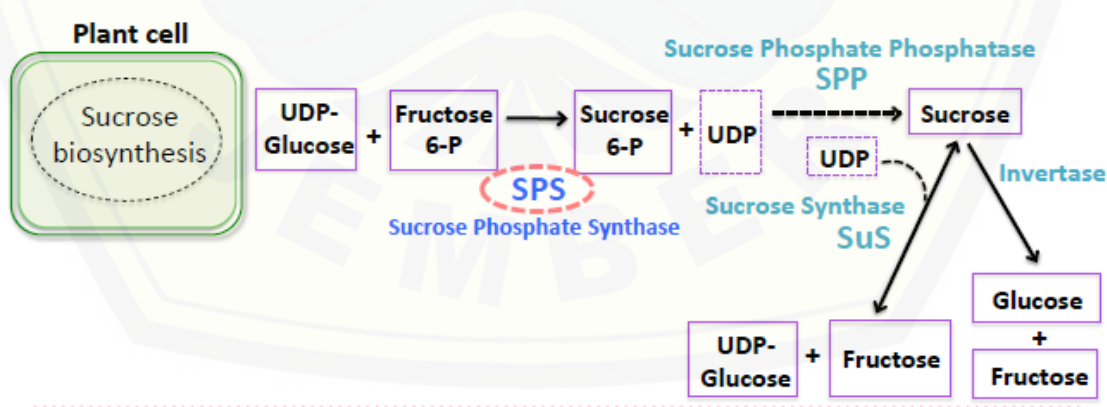 Plant cell
Sucrose
biosynthesis
UDP-
Glucose
+
Fructose
6-P
Sucrose
6-P
+
UDP
SPS
Sucrose Phosphate Synthase
Sucrose Phosphate Phosphatase
SPP
Sucrose
UDP
Invertase
Sucrose Synthase
SuS
UDP-
Glucose
+
Fructose
Glucose
+
Fructose
EMBER